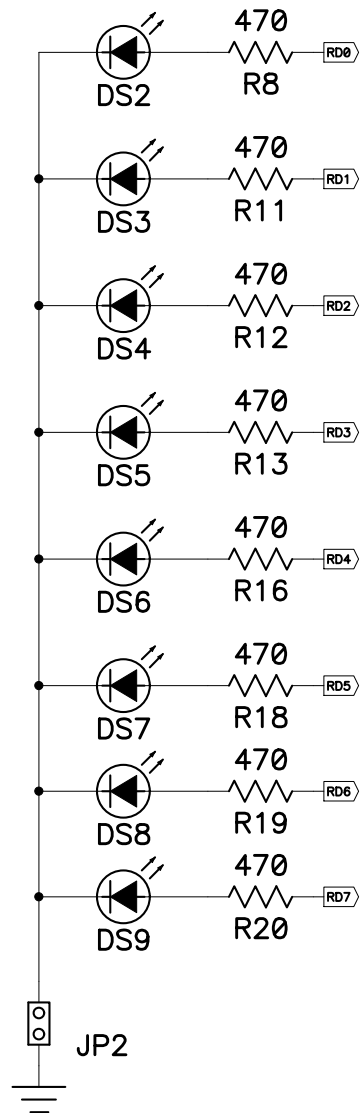 470
DS2
R8
RD0
470
DS3
R11
RD1
470
DS4
R12
RD2
470
DS5
R13
RD3
470
DS6
R16
RD4
470
DS7
R18
RD5
470
DS8
R19
RD6
470
DS9
R20
RD7
JP2